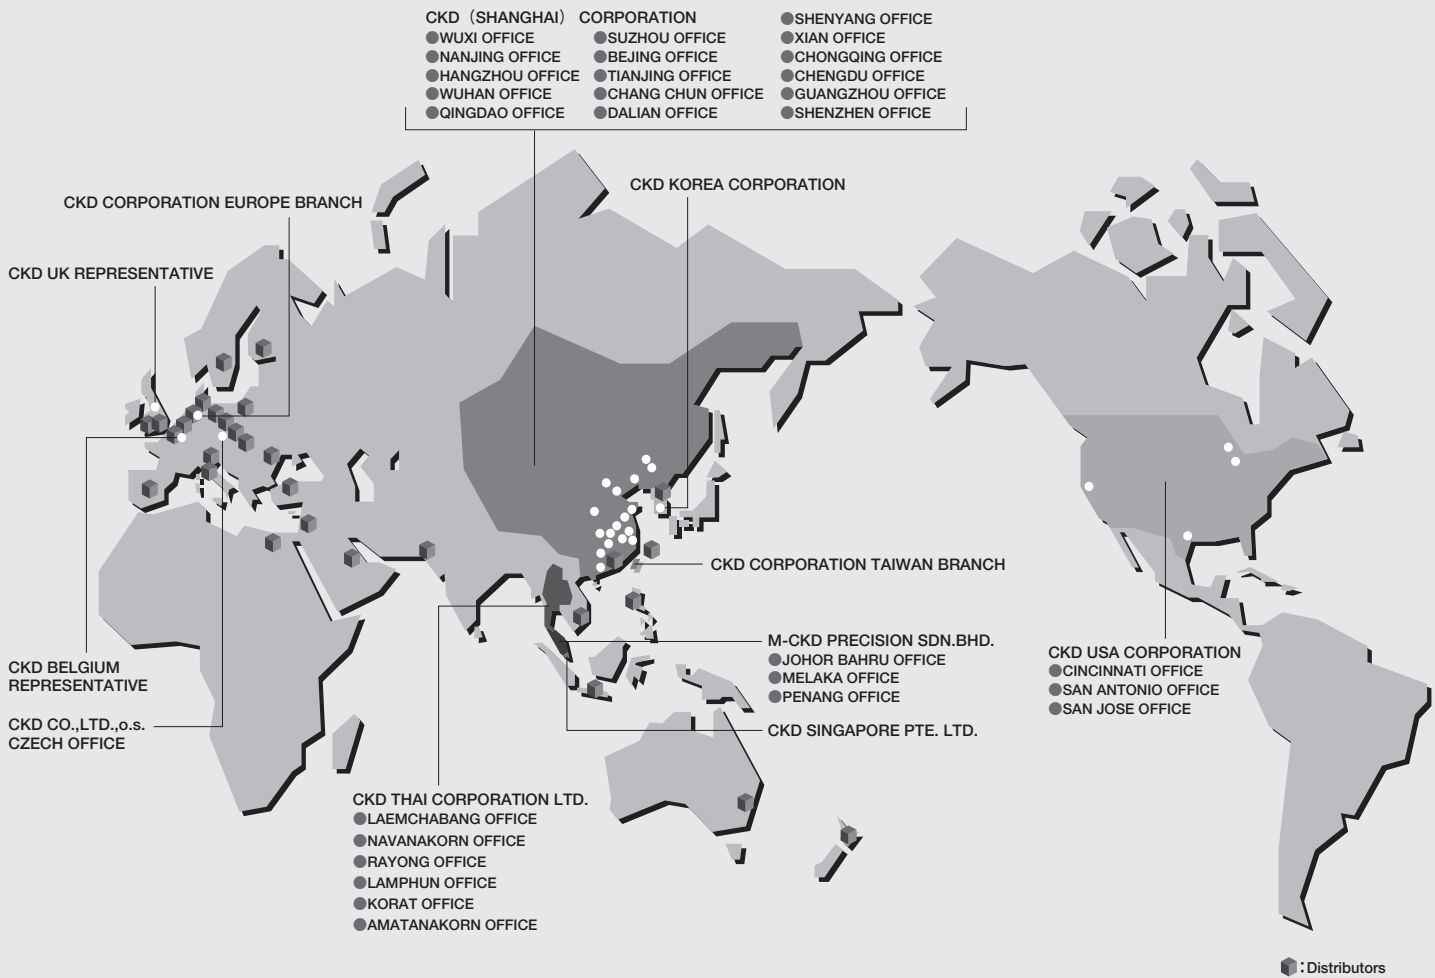 CKD（SHANGHAI） CORPORATION
●WUXI OFFICE
●NANJING OFFICE
●HANGZHOU OFFICE
●WUHAN OFFICE
●QINGDAO OFFICE
●SUZHOU OFFICE
●BEJING OFFICE
●TIANJING OFFICE
●CHANG CHUN OFFICE
●DALIAN OFFICE
●SHENYANG OFFICE
●XIAN OFFICE
●CHONGQING OFFICE
●CHENGDU OFFICE
●GUANGZHOU OFFICE
●SHENZHEN OFFICE
CKD KOREA CORPORATION
CKD CORPORATION EUROPE BRANCH
CKD UK REPRESENTATIVE
CKD CORPORATION TAIWAN BRANCH
M-CKD PRECISION SDN.BHD.
●JOHOR BAHRU OFFICE
●MELAKA OFFICE
●PENANG OFFICE
CKD SINGAPORE PTE. LTD.
CKD USA CORPORATION
●CINCINNATI OFFICE
●SAN ANTONIO OFFICE
●SAN JOSE OFFICE
CKD BELGIUM
REPRESENTATIVE
CKD CO.,LTD.,o.s.
CZECH OFFICE
CKD THAI CORPORATION LTD.
●LAEMCHABANG OFFICE
●NAVANAKORN OFFICE
●RAYONG OFFICE
●LAMPHUN OFFICE
●KORAT OFFICE
●AMATANAKORN OFFICE
:Distributors